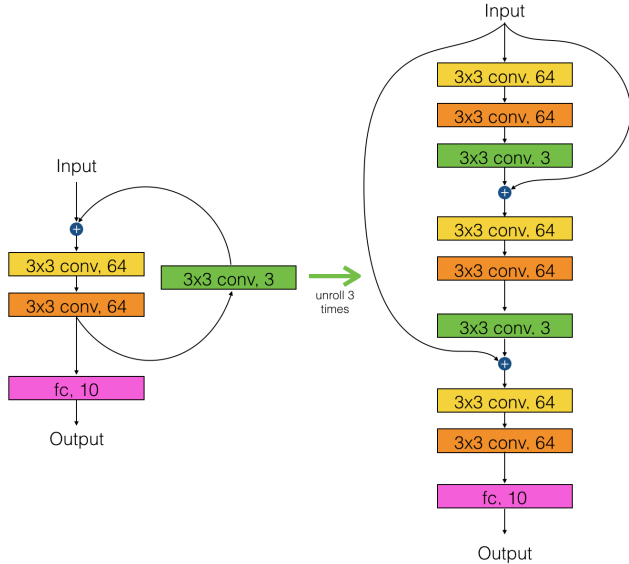 Input
3x3 conv, 64
3x3 conv, 64
3x3 conv, 3
fc, 10
Output
unroll 3
times
Input
3x3 conv, 64
3x3 conv, 64
3x3 conv, 3
3x3 conv, 64
3x3 conv, 64
3x3 conv, 3
3x3 conv, 64
3x3 conv, 64
fc, 10
Output